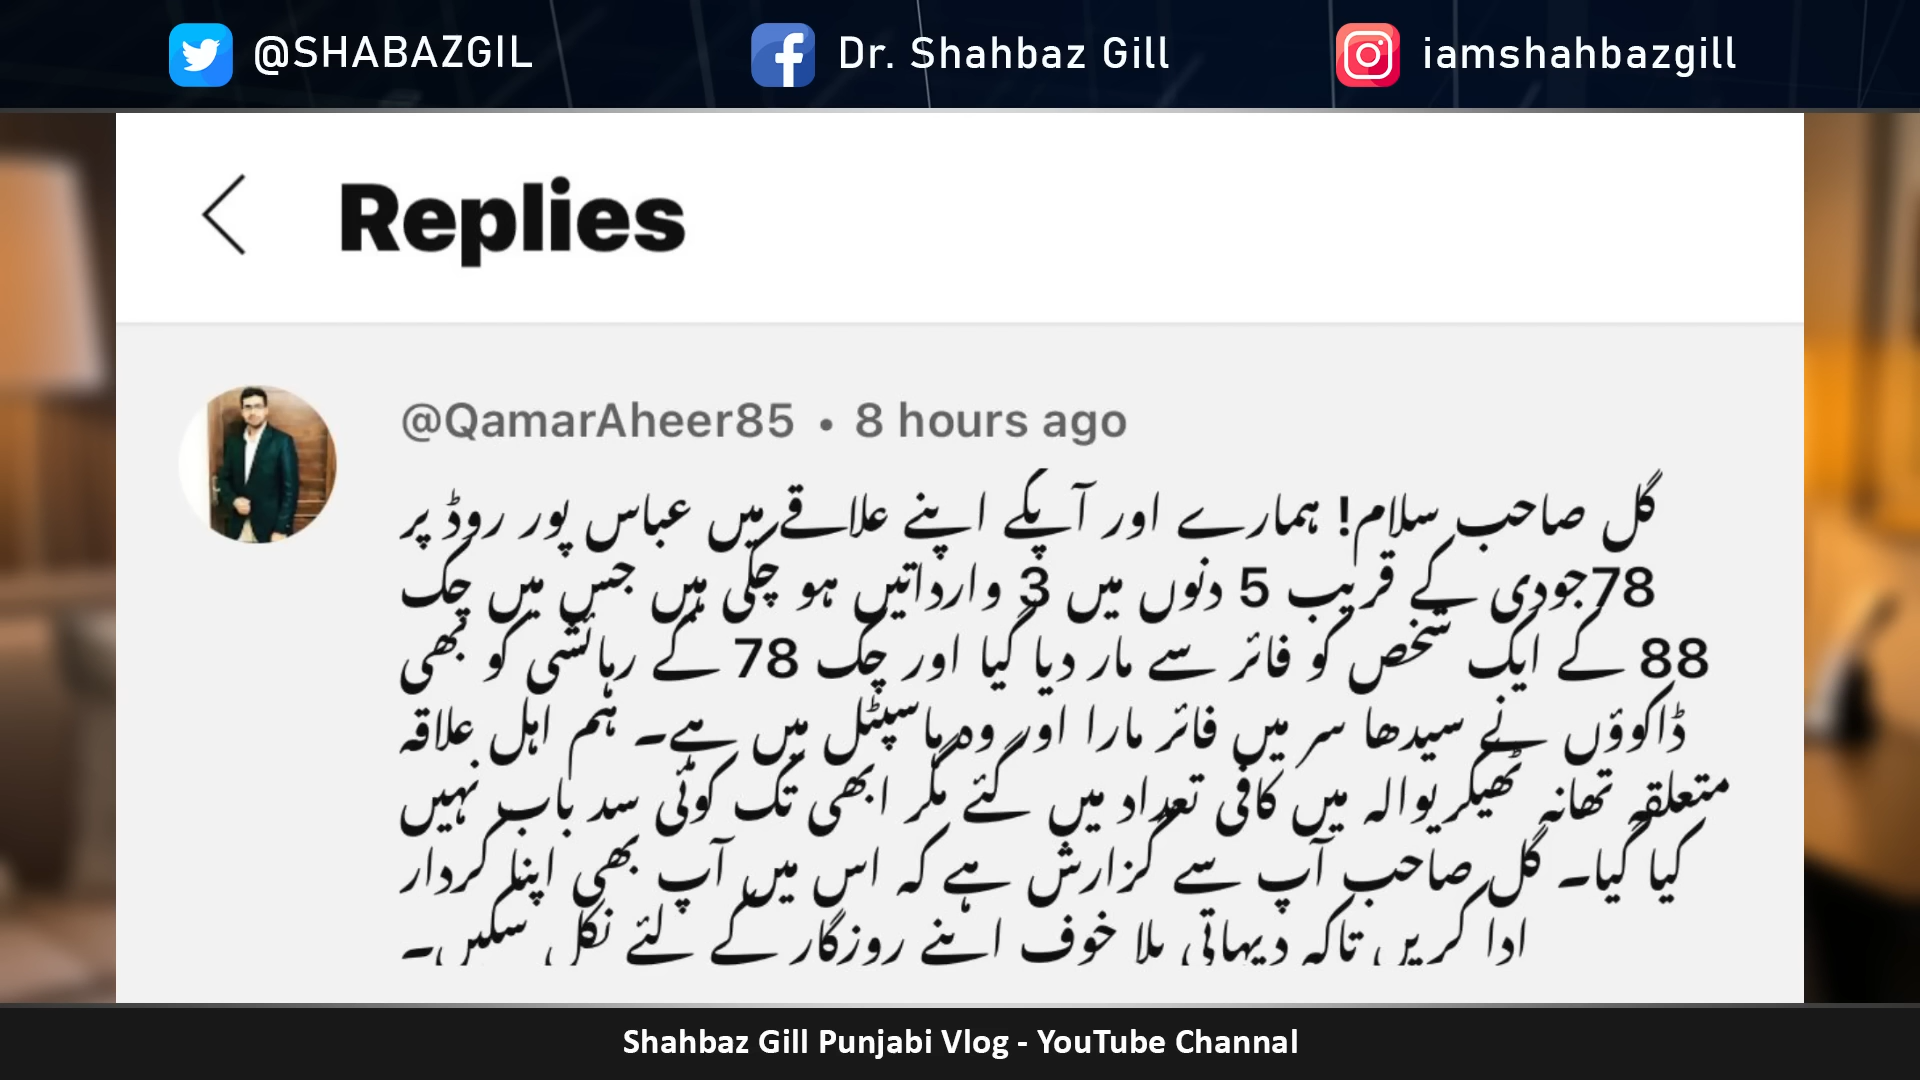 @SHABAZGIL
Dr. Shahbaz Gill
iamshahbazgill
Replies
@QamarAheer85 • 8 hours ago
گل صاحب سلام! ہمارے اور آپکے اپنے علاقے میں عباس پور روڈ پر
78جودی کے قریب 5 دنوں میں 3 وارداتیں ہو چکی ہیں جس میں چک
88 کے ایک شخص کو فائر سے مار دیا گیا اور چک 78 کے رہائشی کو بھی
ڈاکوؤں نے سیدھا سر میں فائر مارا اور وہ ہاسپٹل میں ہے۔ ہم اہل علاقہ
متعلقہ تھانہ ٹھیکریوالہ میں کافی تعداد میں گئے مگر ابھی تک کوئی سد باب نہیں
کیا گیا۔ گل صاحب آپ سے گزارش ہے کہ اس میں آپ بھی اپنا کردار
ادا کریں تاکہ دیہاتی بلا خوف اپنے روزگار کے لئے نکل سکیں۔
Shahbaz Gill Punjabi Vlog - YouTube Channal